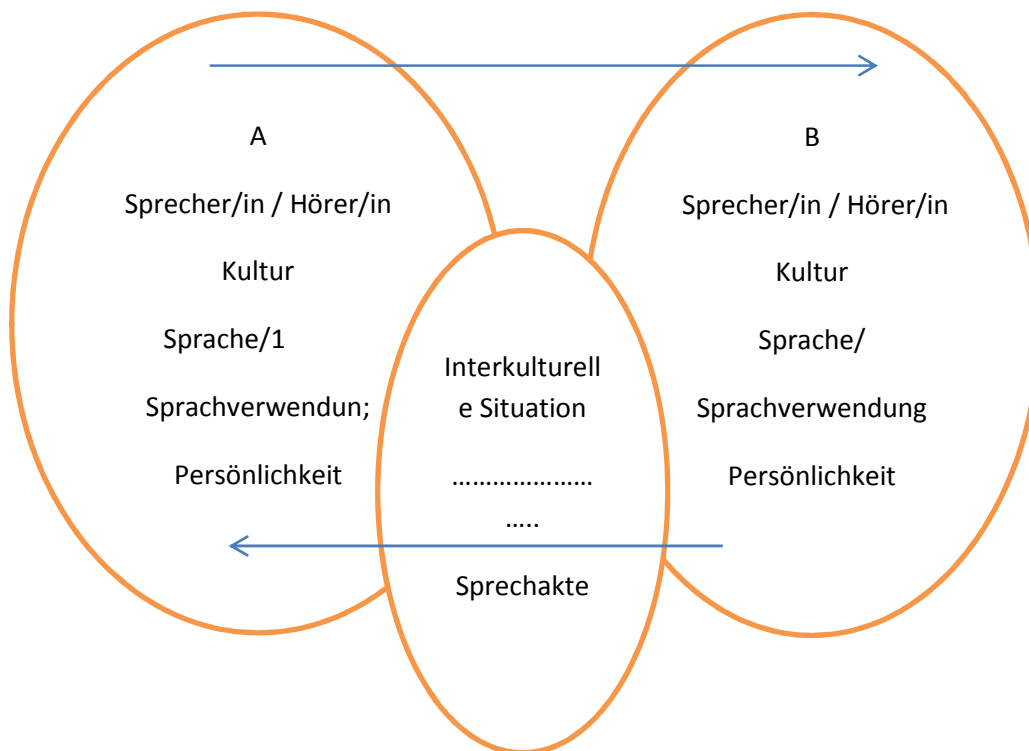 A
Sprecher/in / Hörer/in
Kultur
Sprache/1
Sprachverwendun;
Persönlichkeit
Interkulturell
e Situation
.........................
.....
Sprechakte
B
Sprecher/in / Hörer/in
Kultur
Sprache/
Sprachverwendung
Persönlichkeit